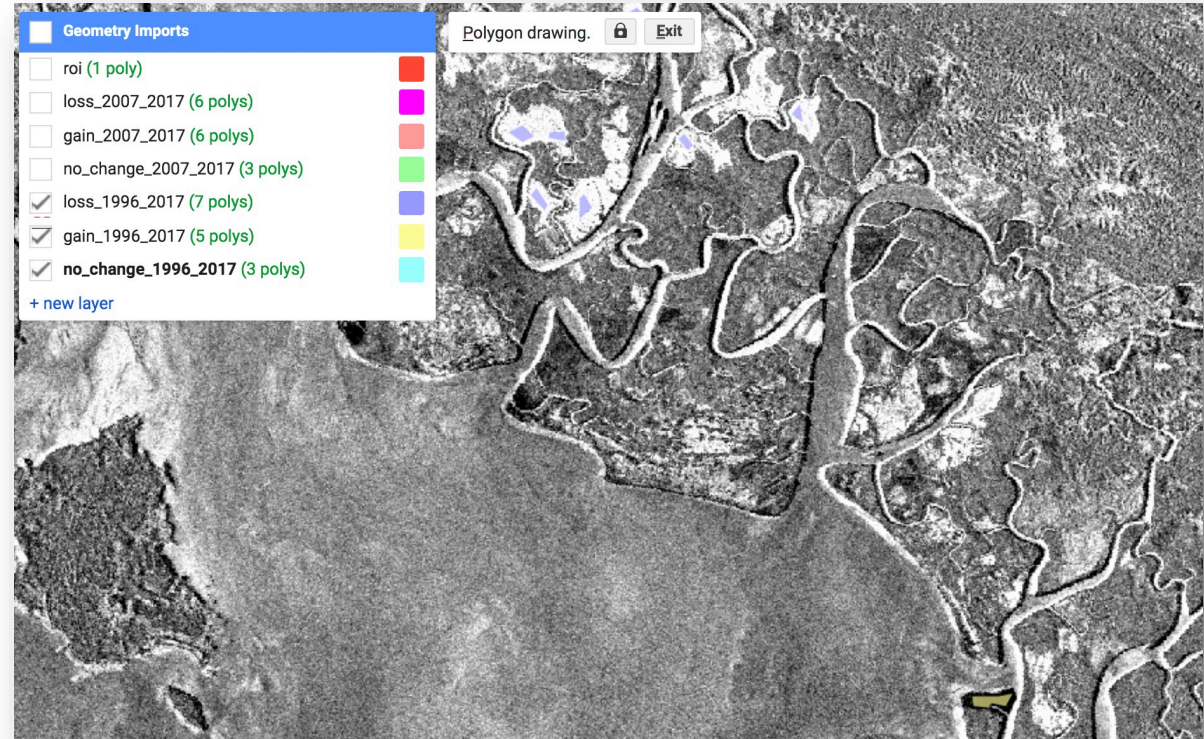 Geometry Imports
Polygon drawing. Exit
roi (1 poly)
loss_2007_2017 (6 polys)
gain_2007_2017 (6 polys)
no_change_2007_2017 (3 polys)
loss_1996_2017 (7 polys)
gain_1996_2017 (5 polys)
no_change_1996_2017 (3 polys)
+ new layer